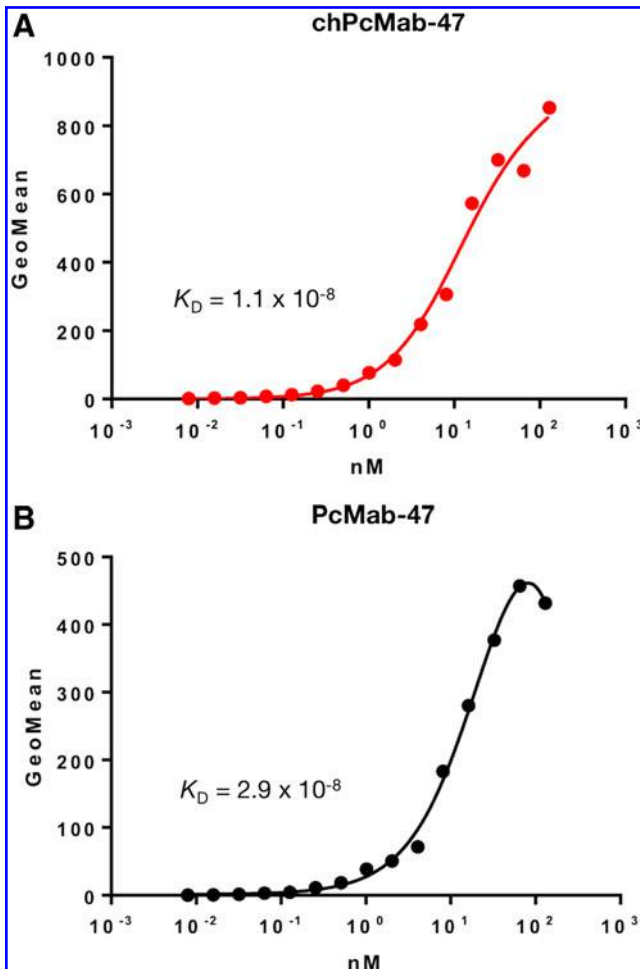 A
chPcMab-47
1000
800
600
400
200
0
GeoMean
K_D = 1.1 x 10⁻⁸
10⁻³ 10⁻² 10⁻¹ 10⁰ 10¹ 10² 10³
nM
B
PcMab-47
500
400
300
200
100
0
GeoMean
K_D = 2.9 x 10⁻⁸
10⁻³ 10⁻² 10⁻¹ 10⁰ 10¹ 10² 10³
nM